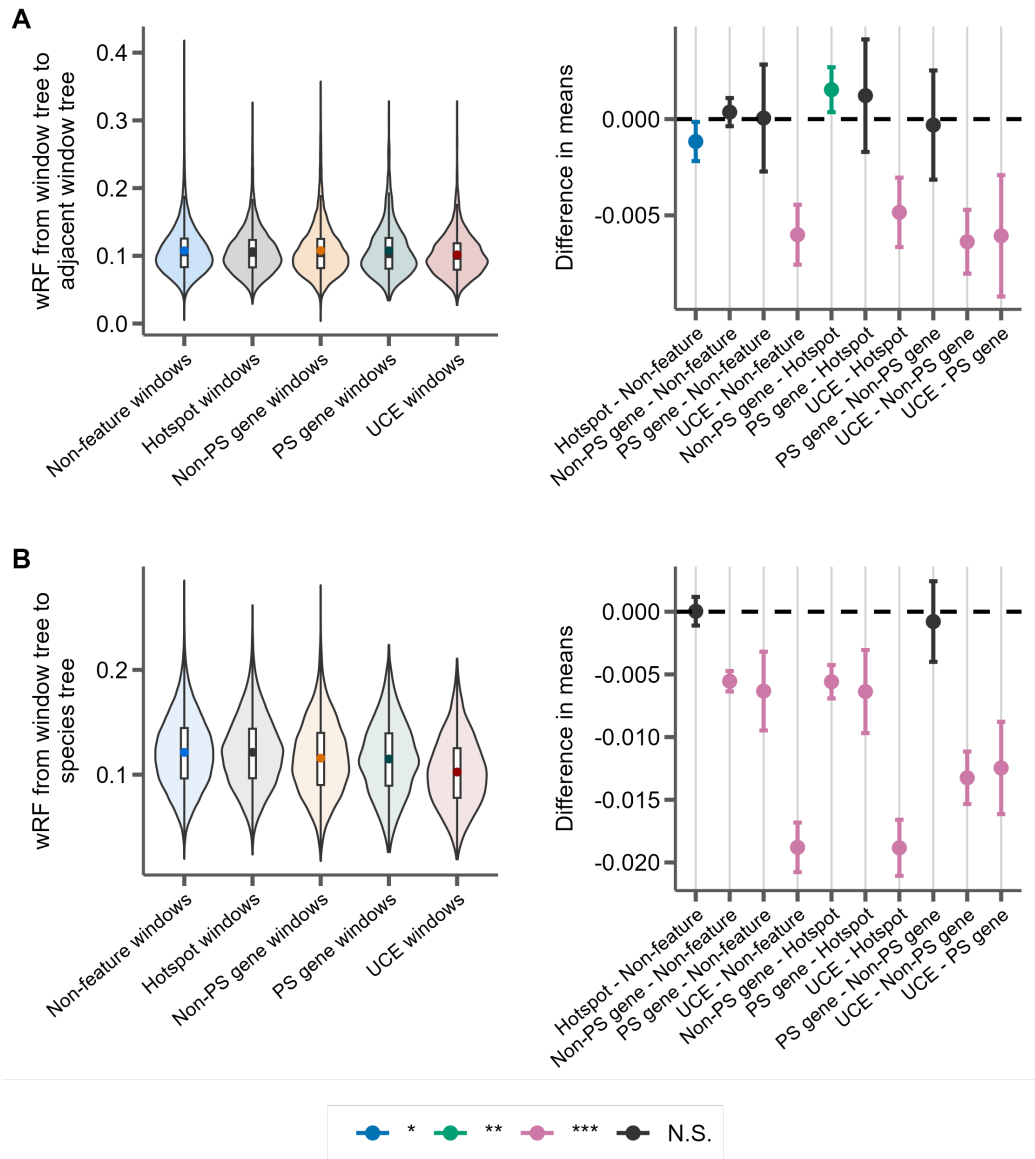 A
wRF from window tree to
adjacent window tree
0.4
0.3
0.2
0.1
0.0
Non-feature windows
Hotspot windows
Non-PS gene windows
PS gene windows
UCE windows
Difference in means
0.000
-0.005
Hotspot - Non-feature
Non-PS gene - Non-feature
PS gene - Non-feature
UCE - Non-feature
Non-PS gene - Hotspot
PS gene - Hotspot
UCE - Hotspot
PS gene - Non-PS gene
UCE - Non-PS gene
UCE - PS gene
B
wRF from window tree to
species tree
0.2
0.1
Non-feature windows
Hotspot windows
Non-PS gene windows
PS gene windows
UCE windows
Difference in means
0.000
-0.005
-0.010
-0.015
-0.020
Hotspot - Non-feature
Non-PS gene - Non-feature
PS gene - Non-feature
UCE - Non-feature
Non-PS gene - Hotspot
PS gene - Hotspot
UCE - Hotspot
PS gene - Non-PS gene
UCE - Non-PS gene
UCE - PS gene
* ** *** N.S.